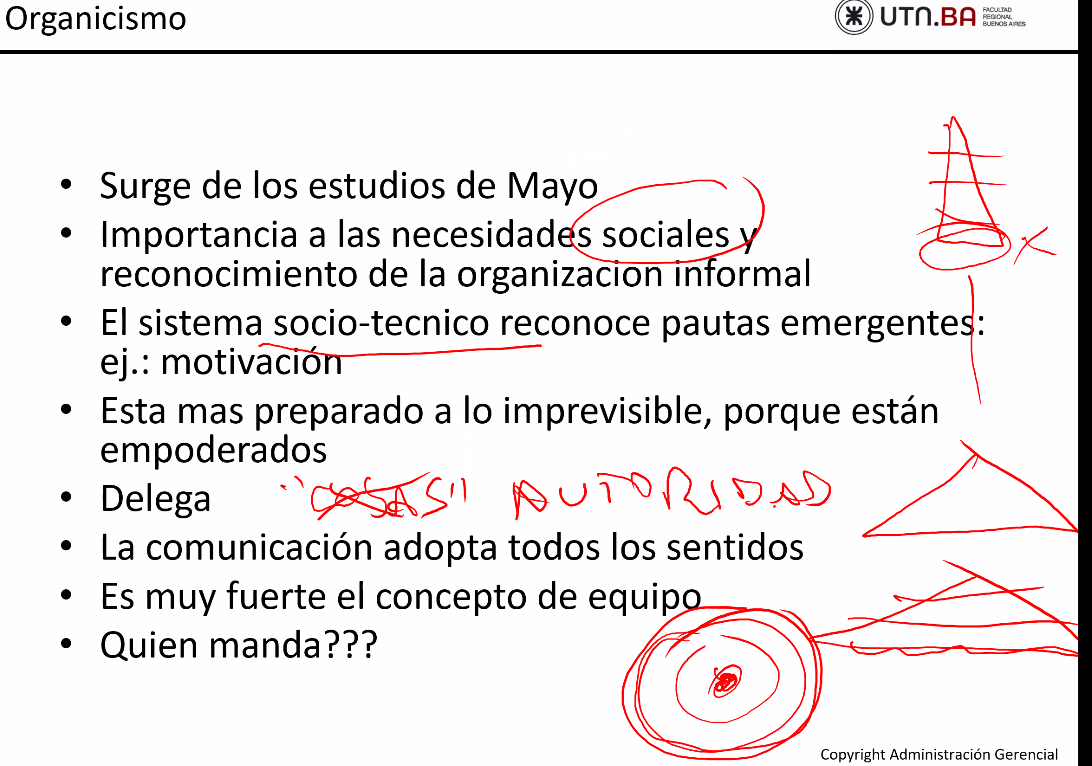 Organicismo
UTN.BA
FACULTAD
REGIONAL
BUENOS AIRES
• Surge de los estudios de Mayo
• Importancia a las necesidades sociales y
reconocimiento de la organizacion informal
• El sistema socio-tecnico reconoce pautas emergentes:
ej.: motivación
• Esta mas preparado a lo imprevisible, porque están
empoderados
• Delega "COSAS" AUTORIDAD
• La comunicación adopta todos los sentidos
• Es muy fuerte el concepto de equipo
• Quien manda???
Copyright Administración Gerencial